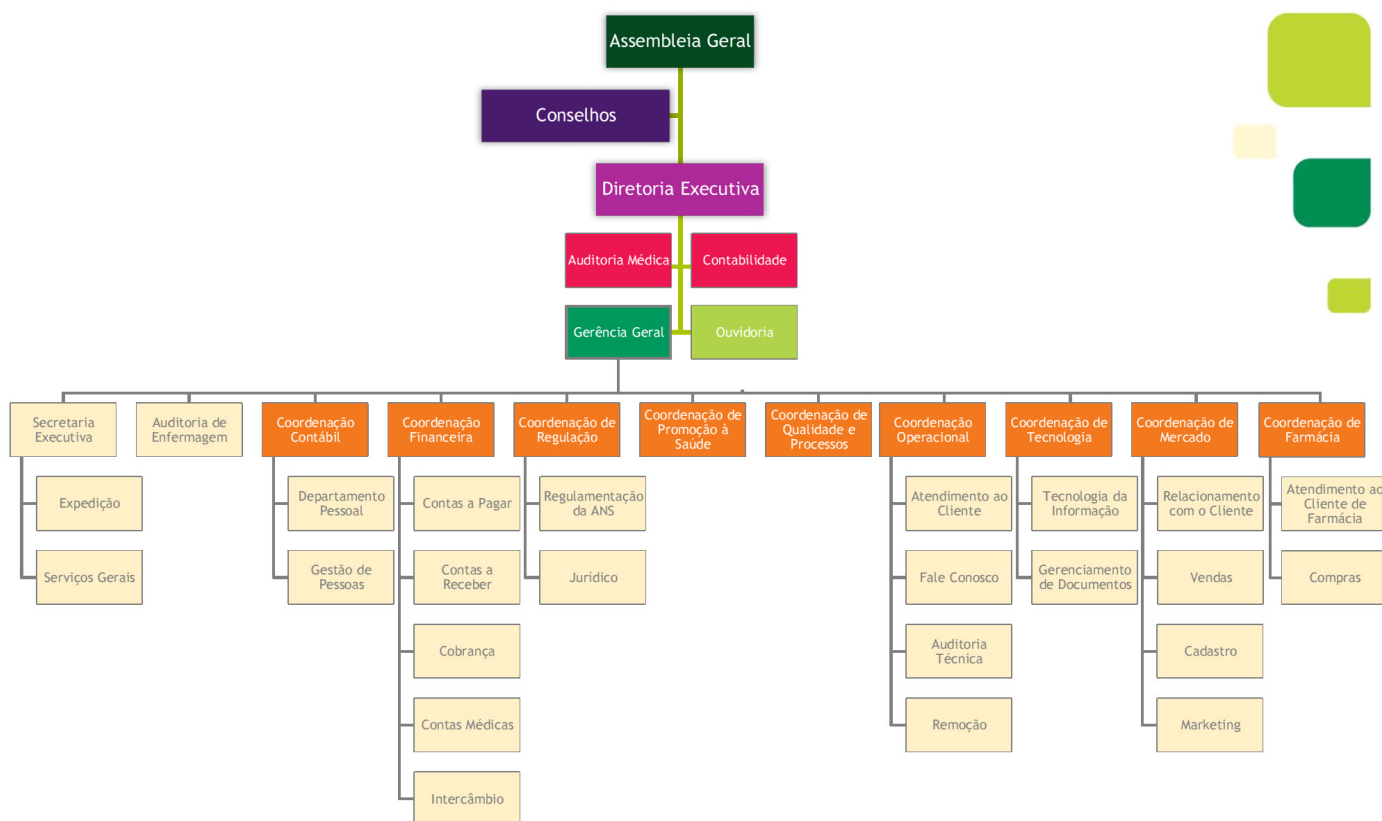 Assembleia Geral
Conselhos
Diretoria Executiva
Auditoria Médica
Contabilidade
Gerência Geral
Ouvidoria
Secretaria
Executiva
Auditoria de
Enfermagem
Coordenação
Contábil
Coordenação
Financeira
Coordenação de
Regulação
Coordenação de
Promoção à
Saúde
Coordenação de
Qualidade e
Processos
Coordenação
Operacional
Coordenação de
Tecnologia
Coordenação de
Mercado
Coordenação de
Farmácia
Expedição
Departamento
Pessoal
Contas a Pagar
Regulamentação
da ANS
Atendimento ao
Cliente
Tecnologia da
Informação
Relacionamento
com o Cliente
Atendimento ao
Cliente de
Farmácia
Serviços Gerais
Gestão de
Pessoas
Contas a
Receber
Jurídico
Fale Conosco
Gerenciamento
de Documentos
Vendas
Compras
Cobrança
Auditoria
Técnica
Cadastro
Contas Médicas
Remoção
Marketing
Intercâmbio